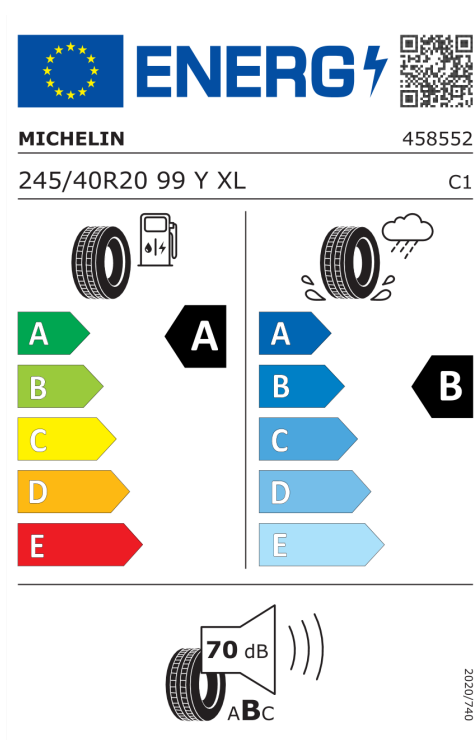 ENERG
MICHELIN 458552
245/40R20 99 Y XL C1
A A A
B B B
C C
D D
E E
70 dB
ABC
2020/740